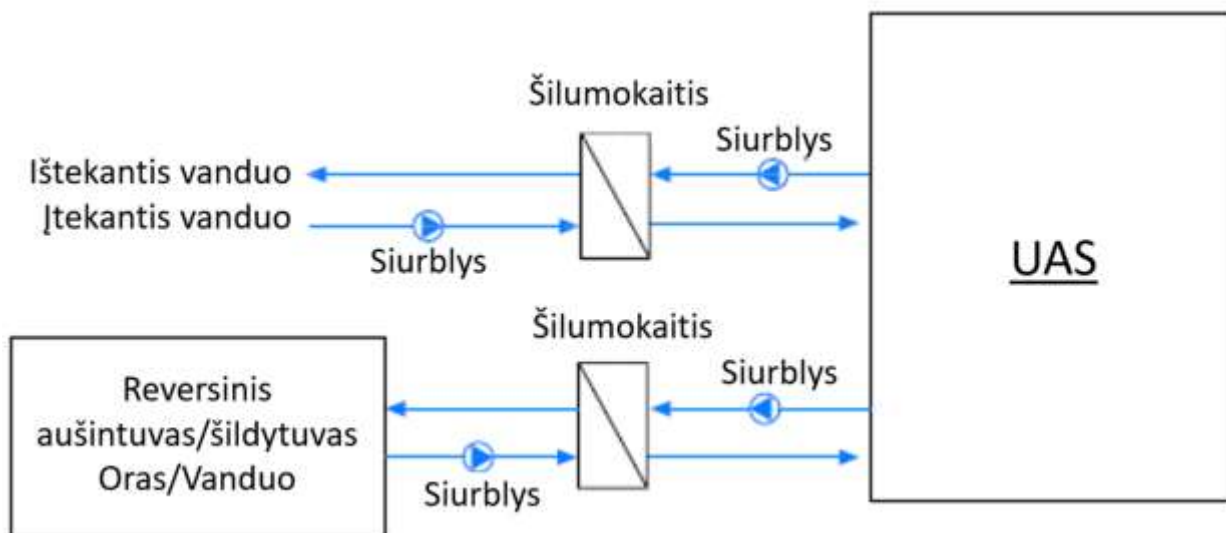 Šilumokaitis
Siurblys
Ištekantis vanduo
Įtekantis vanduo
Siurblys
UAS
Šilumokaitis
Siurblys
Reversinis
aušintuvas/šildytuvas
Oras/Vanduo
Siurblys